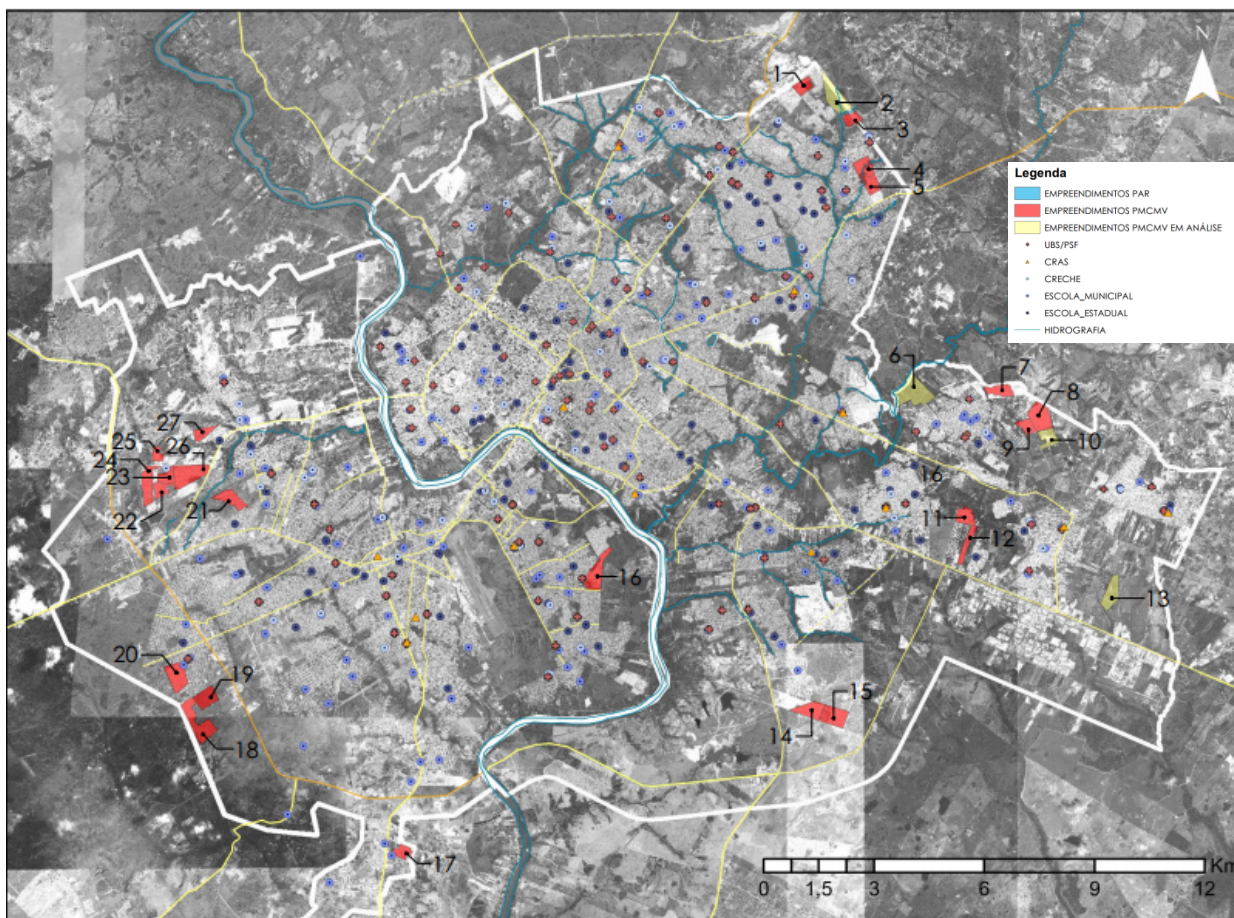 N
1
2
3
4
5
Legenda
EMPREENDIMENTOS PAR
EMPREENDIMENTOS PMCMV
EMPREENDIMENTOS PMCMV EM ANÁLISE
UBS/PSF
CRAS
CRECHE
ESCOLA_MUNICIPAL
ESCOLA_ESTADUAL
HIDROGRAFIA
6
7
8
9
10
27
25
26
24
23
22
21
16
11
12
16
13
20
19
18
14
15
17
Km
0 1,5 3 6 9 12